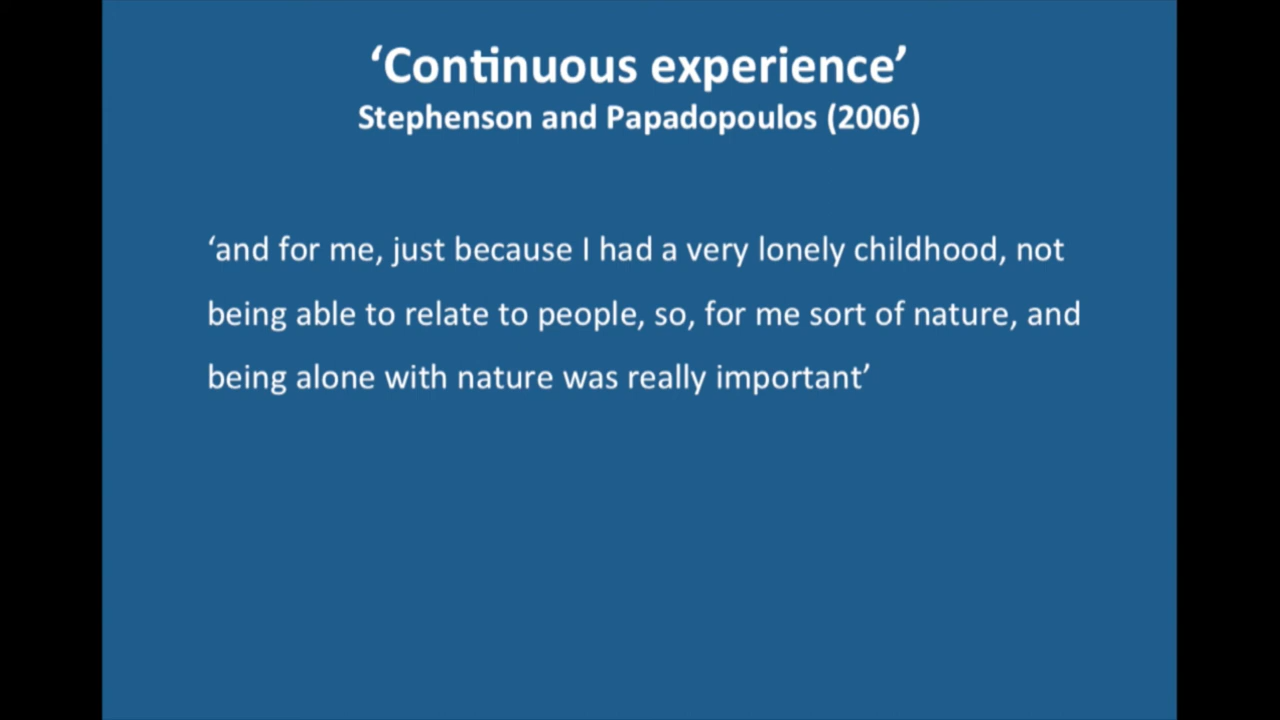 ‘Continuous experience’
Stephenson and Papadopoulos (2006)
‘and for me, just because I had a very lonely childhood, not
being able to relate to people, so, for me sort of nature, and
being alone with nature was really important’